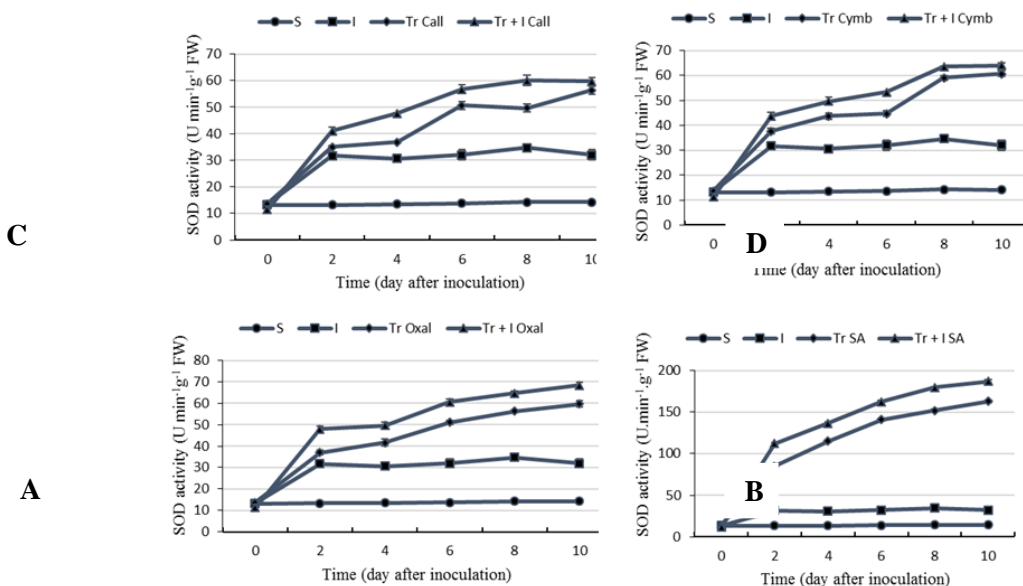 S I Tr Call Tr + I Call
SOD activity (U min⁻¹g⁻¹ FW)
70
60
50
40
30
20
10
0
0 2 4 6 8 10
Time (day after inoculation)
C
S I Tr Cymb Tr + I Cymb
SOD activity (U min⁻¹g⁻¹ FW)
70
60
50
40
30
20
10
0
0 4 6 8 10
Time (day after inoculation)
D
S I Tr Oxal Tr + I Oxal
SOD activity (U min⁻¹g⁻¹ FW)
80
70
60
50
40
30
20
10
0
0 2 4 6 8 10
Time (day after inoculation)
A
S I Tr SA Tr + I SA
SOD activity (U.min⁻¹.g⁻¹ FW)
200
150
100
50
0
0 2 4 6 8 10
Time (day after inoculation)
B